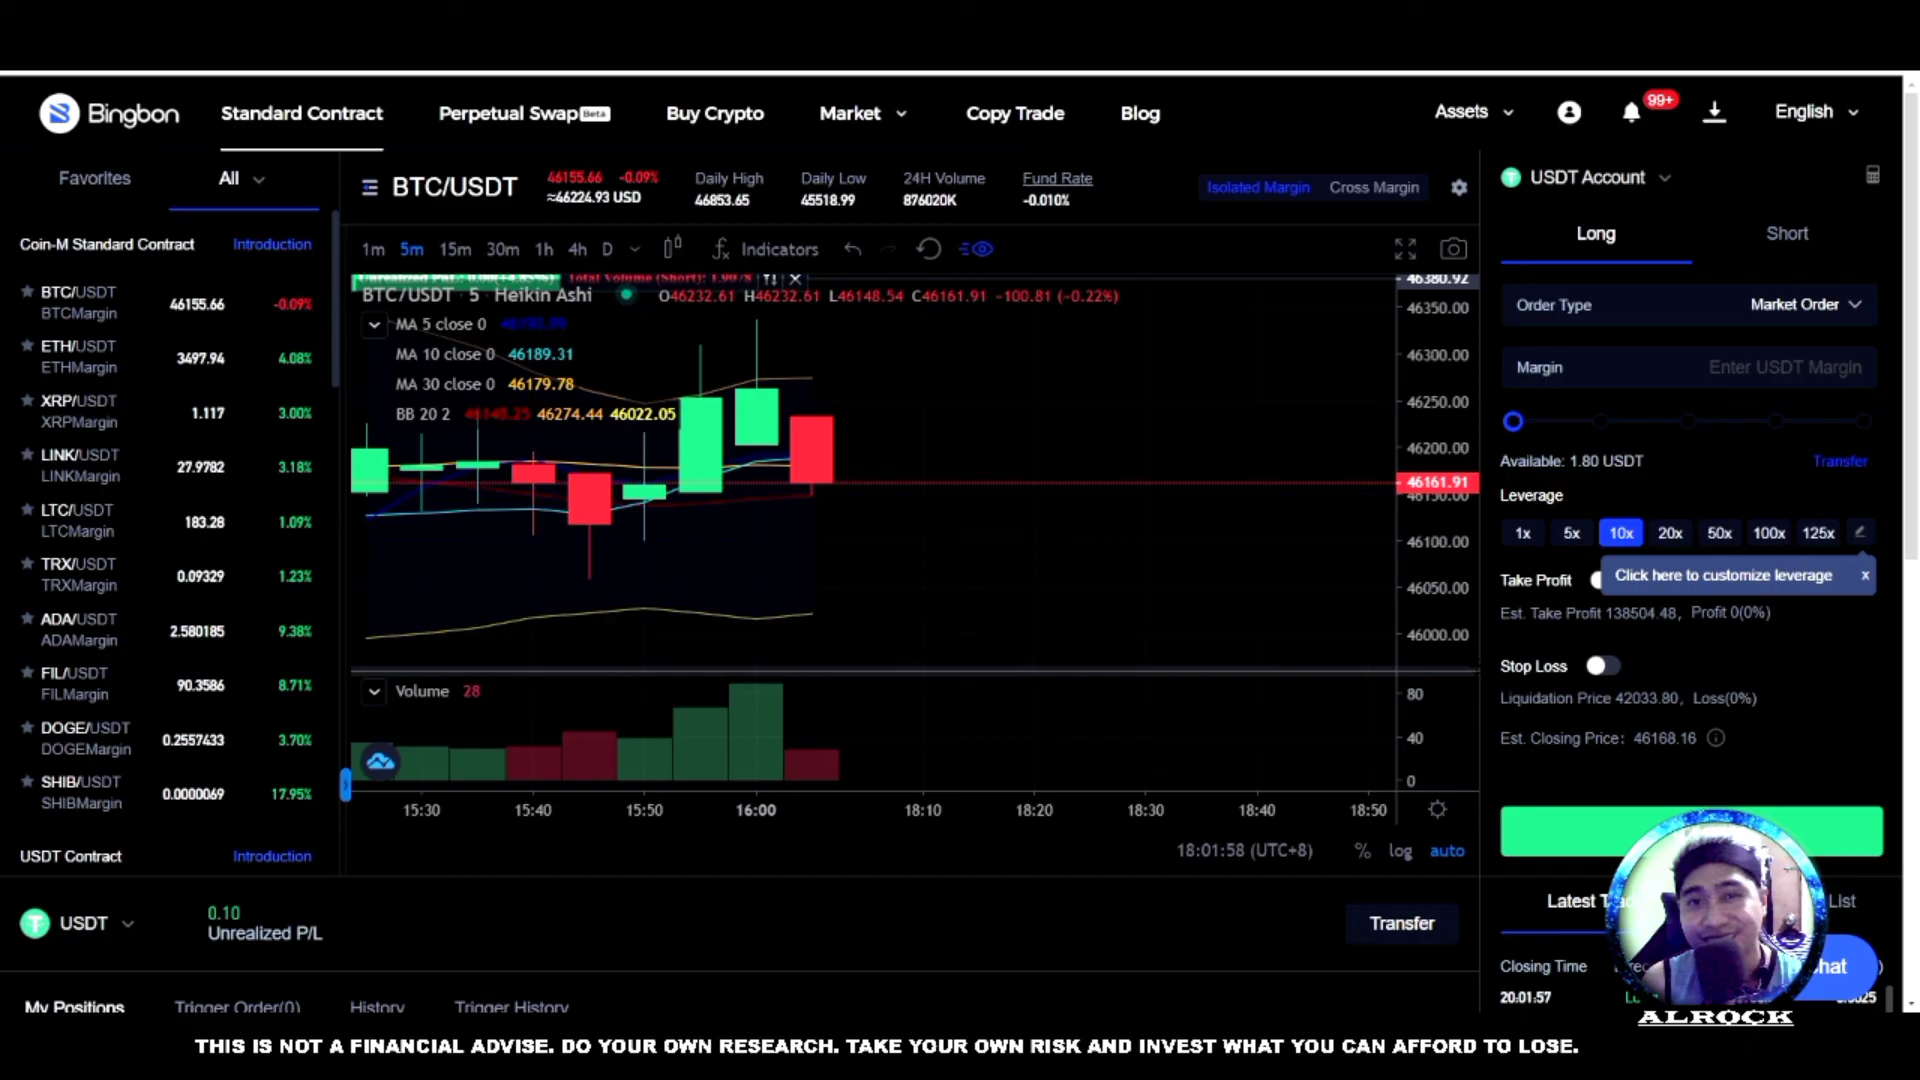 Bingbon
Standard Contract
Perpetual Swap Beta
Buy Crypto
Market
Copy Trade
Blog
Assets
99+
English
Favorites
All
Coin-M Standard Contract Introduction
BTC/USDT
BTCMargin
46155.66 -0.09%
ETH/USDT
ETHMargin
3497.94 4.08%
XRP/USDT
XRPMargin
1.117 3.00%
LINK/USDT
LINKMargin
27.9782 3.18%
LTC/USDT
LTCMargin
183.28 1.09%
TRX/USDT
TRXMargin
0.09329 1.23%
ADA/USDT
ADAMargin
2.580185 9.38%
FIL/USDT
FILMargin
90.3586 8.71%
DOGE/USDT
DOGEMargin
0.2557433 3.70%
SHIB/USDT
SHIBMargin
0.0000069 17.95%
USDT Contract Introduction
BTC/USDT
46155.66 -0.09%
≈46224.93 USD
Daily High
46853.65
Daily Low
45518.99
24H Volume
876020K
Fund Rate
-0.010%
Isolated Margin Cross Margin
1m 5m 15m 30m 1h 4h D
Indicators
Total Volume (Short):
BTC/USDT · 5 Heikin Ashi
O46232.61 H46232.61 L46148.54 C46161.91 -100.81 (-0.22%)
MA 5 close 0
MA 10 close 0 46189.31
MA 30 close 0 46179.78
BB 20 2 46148.25 46274.44 46022.05
46380.92
46350.00
46300.00
46250.00
46200.00
46161.91
46150.00
46100.00
46050.00
46000.00
Volume 28
80
40
0
15:30 15:40 15:50 16:00 18:10 18:20 18:30 18:40 18:50
18:01:58 (UTC+8) % log auto
USDT Account
Long Short
Order Type Market Order
Margin Enter USDT Margin
Available: 1.80 USDT Transfer
Leverage
1x 5x 10x 20x 50x 100x 125x
Click here to customize leverage x
Take Profit
Est. Take Profit 138504.48, Profit 0(0%)
Stop Loss
Liquidation Price 42033.80, Loss(0%)
Est. Closing Price: 46168.16
Latest
List
Closing Time
20:01:57
ALROCK
USDT
0.10
Unrealized P/L
Transfer
My Positions Trigger Order(0) History Trigger History
THIS IS NOT A FINANCIAL ADVISE. DO YOUR OWN RESEARCH. TAKE YOUR OWN RISK AND INVEST WHAT YOU CAN AFFORD TO LOSE.